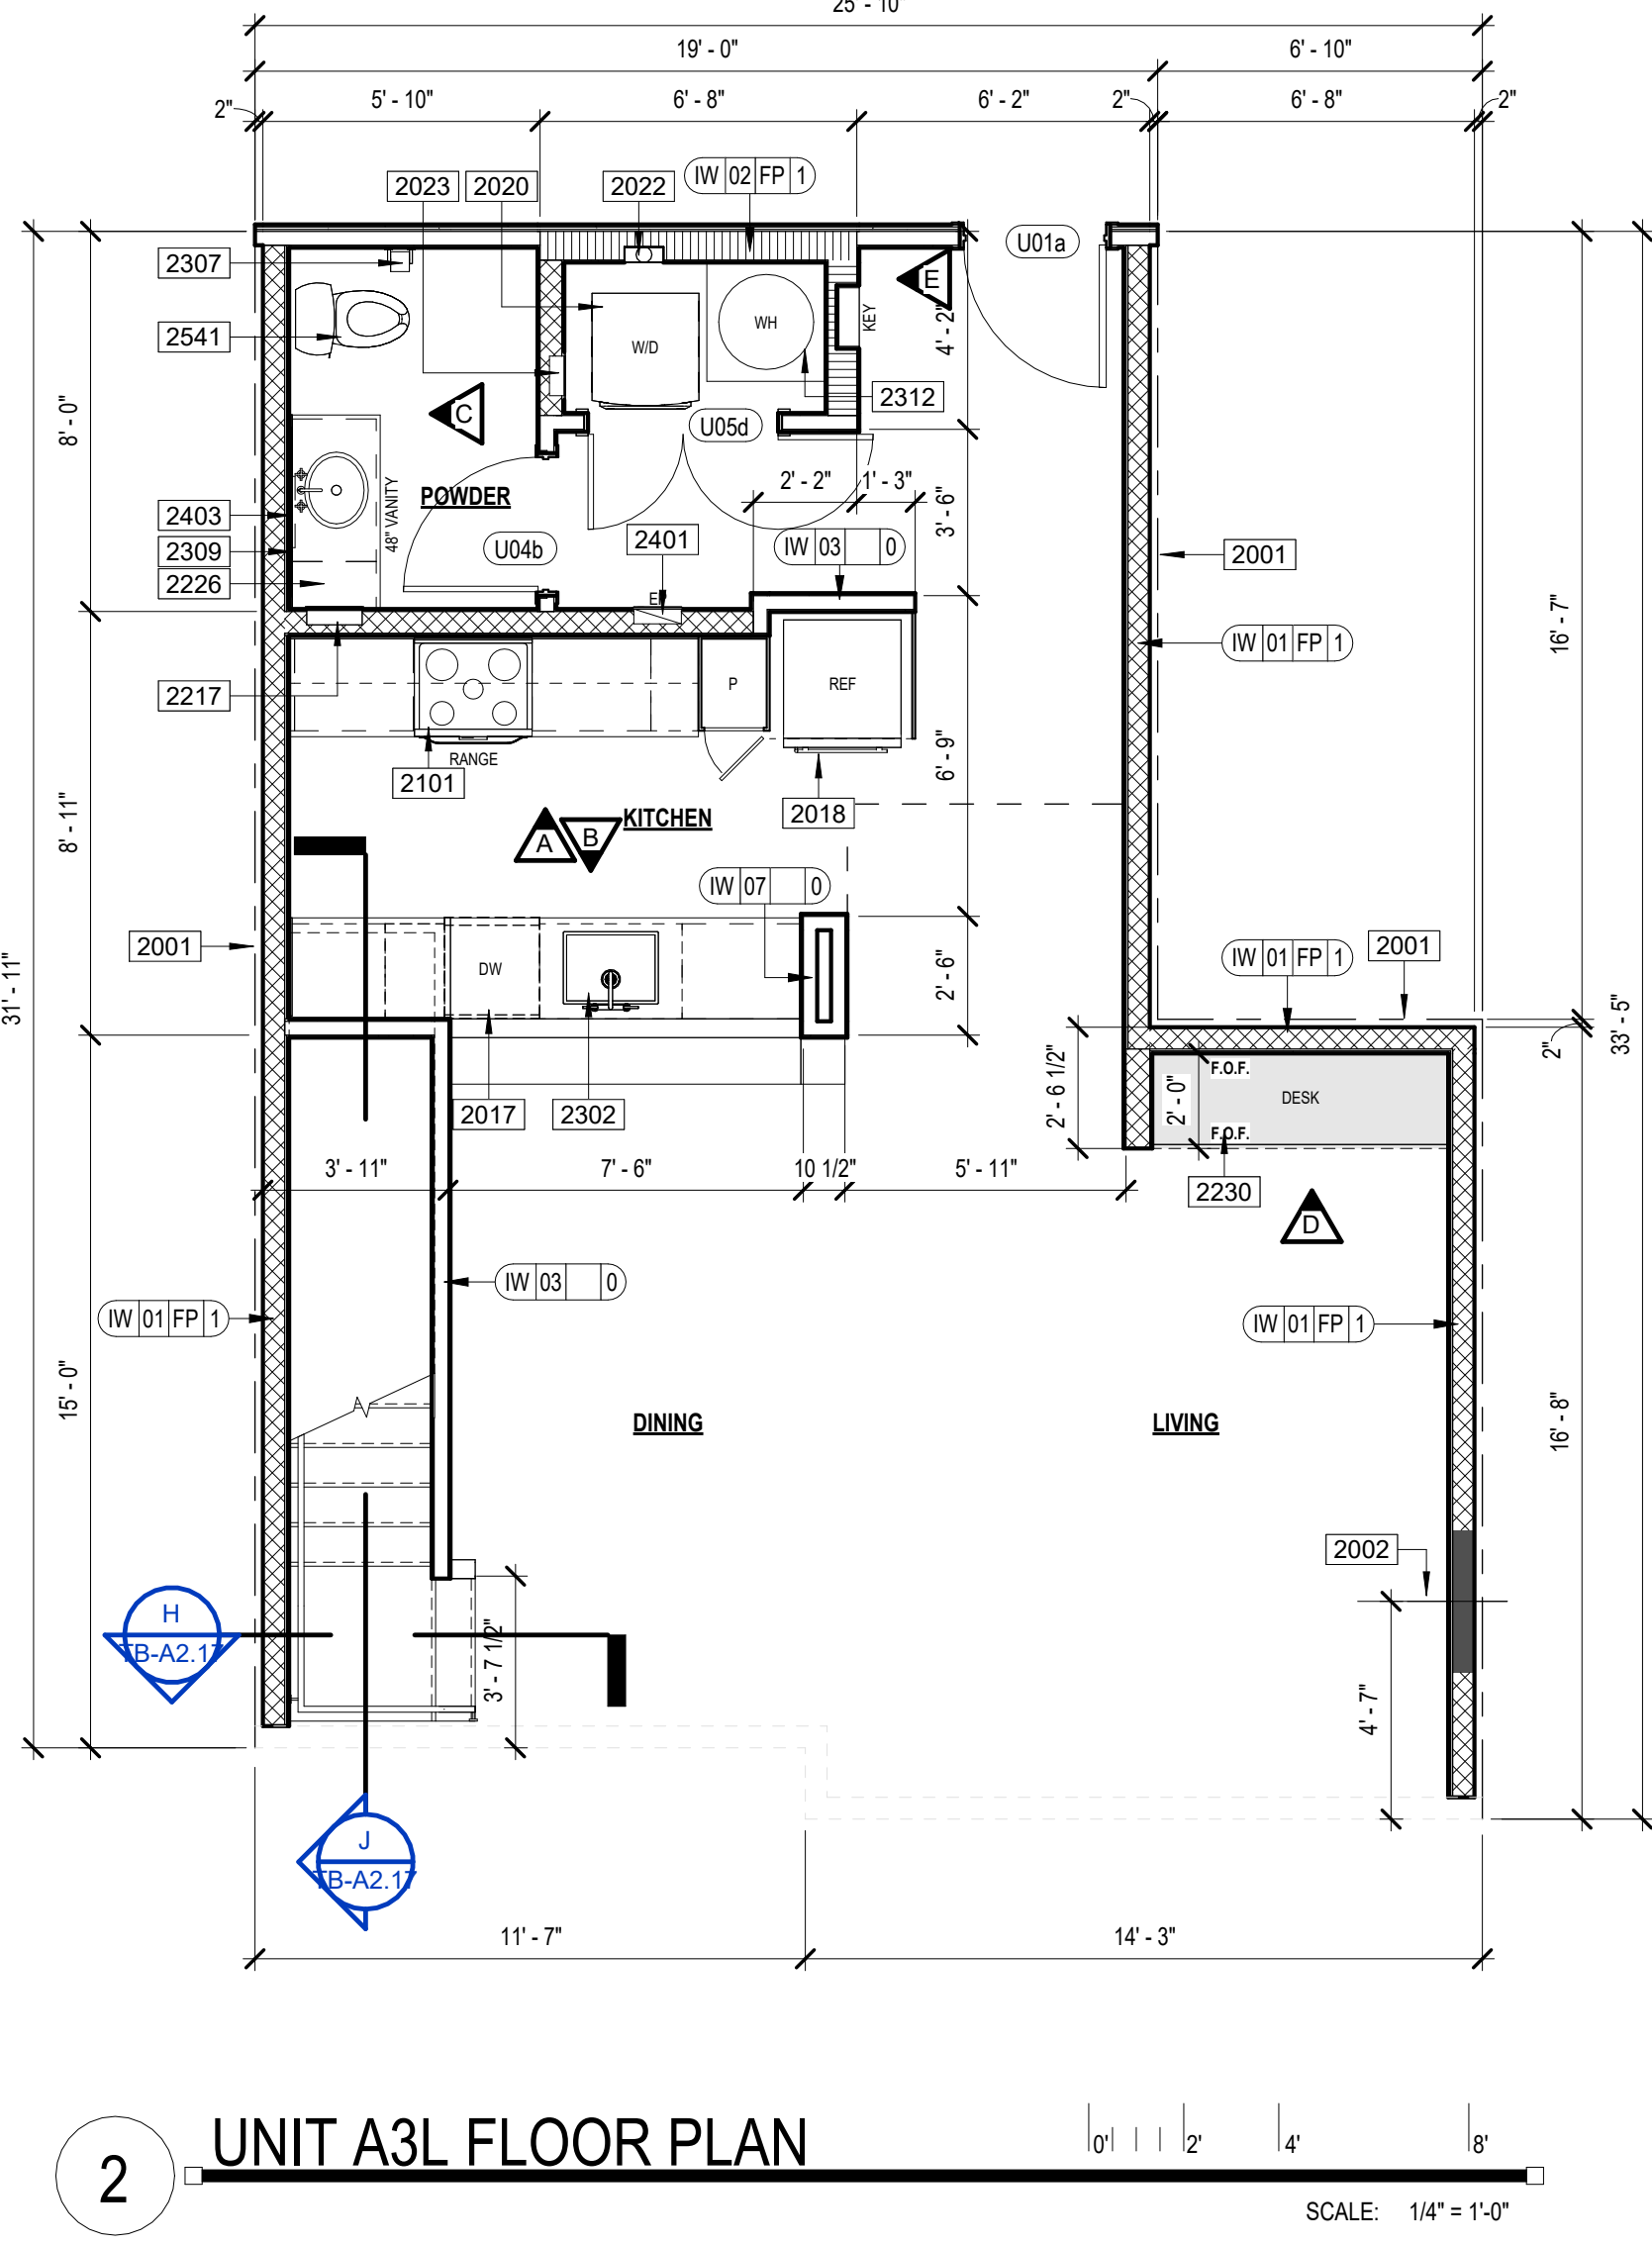 25' - 10"
19' - 0"
6' - 10"
2"
5' - 10"
6' - 8"
6' - 2"
2"
6' - 8"
2"
2023
2020
2022
IW 02 FP 1
2307
U01a
E
2541
WH
KEY
4' - 2"
W/D
2312
C
U05d
8' - 0"
2' - 2"
1' - 3"
POWDER
48" VANITY
2403
3' - 6"
2401
U04b
IW 03 0
2309
2001
2226
16' - 7"
IW 01 FP 1
2217
P
REF
RANGE
6' - 9"
2101
2018
8' - 11"
KITCHEN
A
B
IW 07 0
2001
IW 01 FP 1
2001
DW
2' - 6"
31' - 11"
33' - 5"
2"
2' - 6 1/2"
F.O.F.
2' - 0"
DESK
2017
2302
F.O.F.
3' - 11"
7' - 6"
10 1/2"
5' - 11"
2230
D
IW 03 0
IW 01 FP 1
IW 01 FP 1
15' - 0"
DINING
LIVING
16' - 8"
2002
H
TB-A2.17
3' - 7 1/2"
4' - 7"
J
TB-A2.17
11' - 7"
14' - 3"
2
UNIT A3L FLOOR PLAN
0'
2'
4'
8'
SCALE: 1/4" = 1'-0"